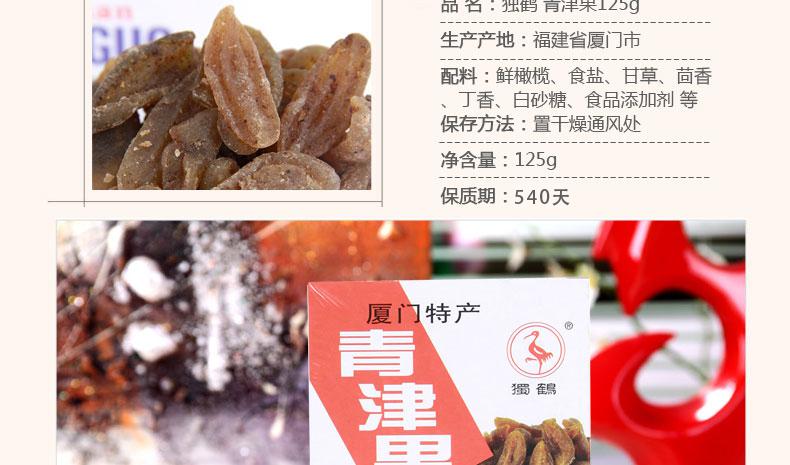 an
GUO
品 名：独鹤 青津果125g
生产产地：福建省厦门市
配料：鲜橄榄、食盐、甘草、茴香
、丁香、白砂糖、食品添加剂 等
保存方法：置干燥通风处
净含量：125g
保质期：540天
厦门特产
青津果
®
獨鶴